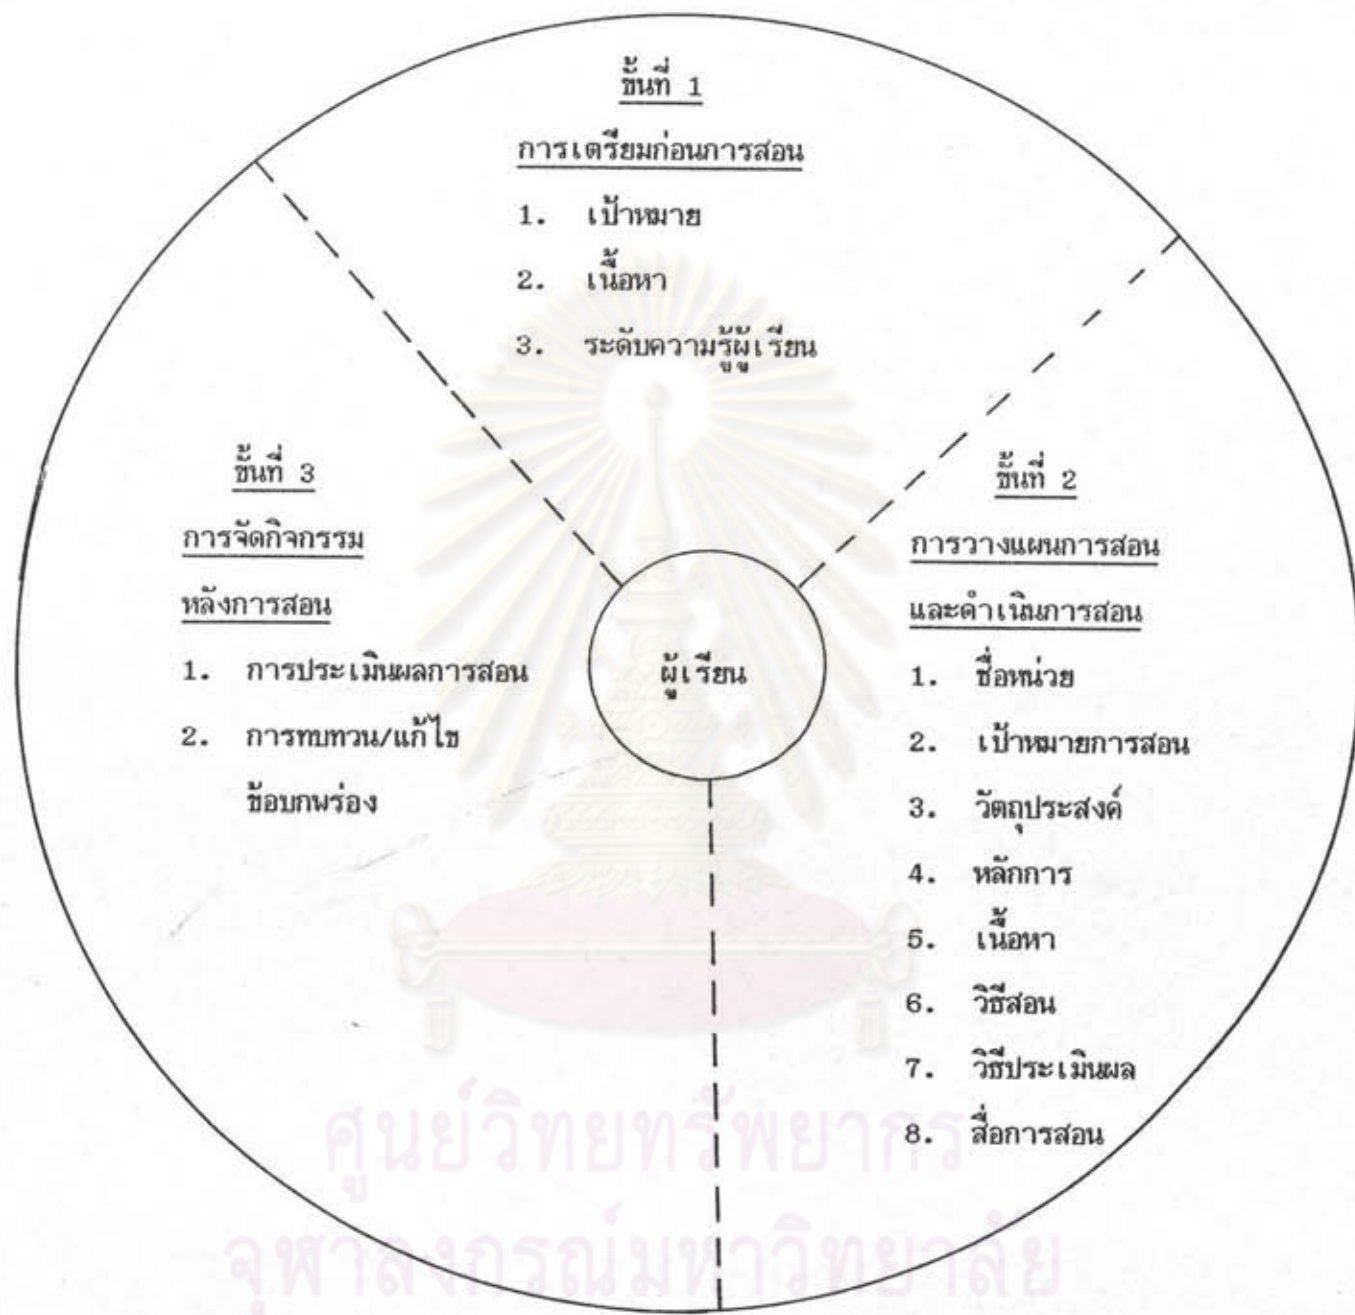 ขั้นที่ 1
การเตรียมก่อนการสอน
1. เป้าหมาย
2. เนื้อหา
3. ระดับความรู้ผู้เรียน
ขั้นที่ 2
การวางแผนการสอน
และดำเนินการสอน
1. ชื่อหน่วย
2. เป้าหมายการสอน
3. วัตถุประสงค์
4. หลักการ
5. เนื้อหา
6. วิธีสอน
7. วิธีประเมินผล
8. สื่อการสอน
ขั้นที่ 3
การจัดกิจกรรม
หลังการสอน
1. การประเมินผลการสอน
2. การทบทวน/แก้ไข
ข้อบกพร่อง
ผู้เรียน
ศูนย์วิทยทรัพยากร
จุฬาลงกรณ์มหาวิทยาลัย